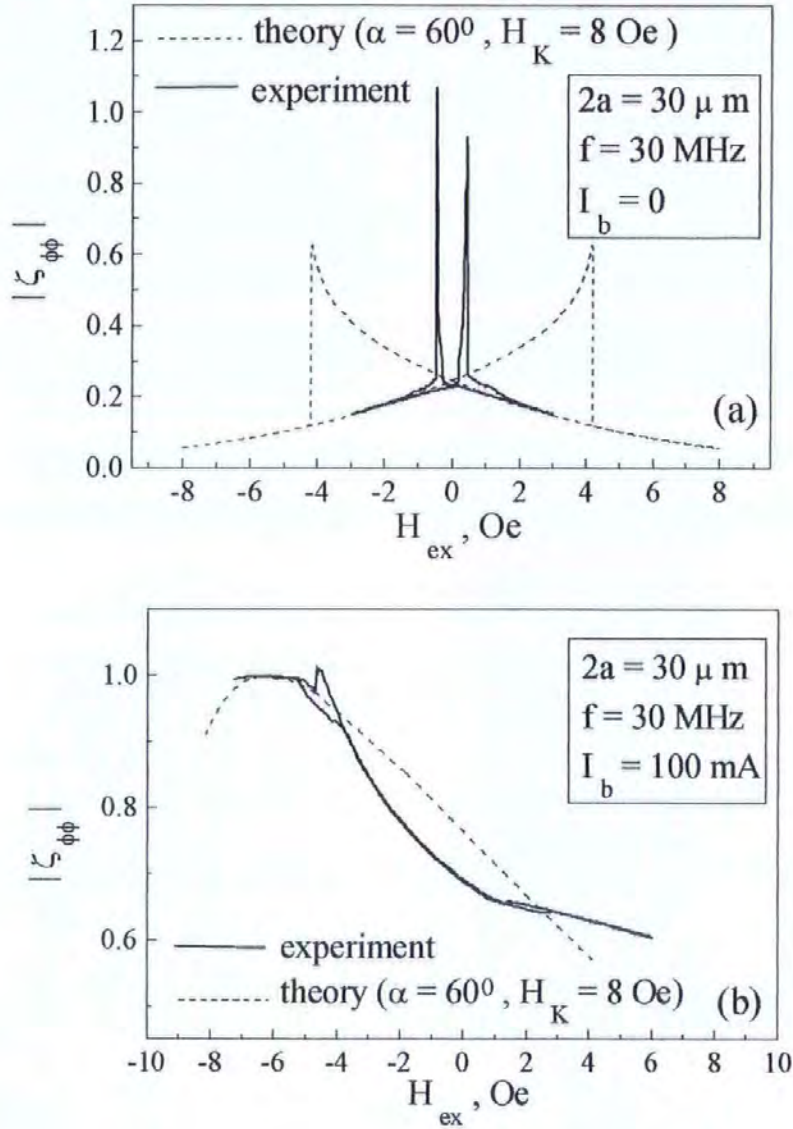 1.2
1.0
0.8
0.6
0.4
0.2
0.0
| ζ_φφ |
theory (α = 60⁰ , H_K = 8 Oe )
experiment
2a = 30 μ m
f = 30 MHz
I_b = 0
(a)
-8 -6 -4 -2 0 2 4 6 8
H_ex , Oe
1.0
0.8
0.6
| ζ_φφ |
2a = 30 μ m
f = 30 MHz
I_b = 100 mA
experiment
theory (α = 60⁰ , H_K = 8 Oe)
(b)
-10 -8 -6 -4 -2 0 2 4 6 8 10
H_ex , Oe